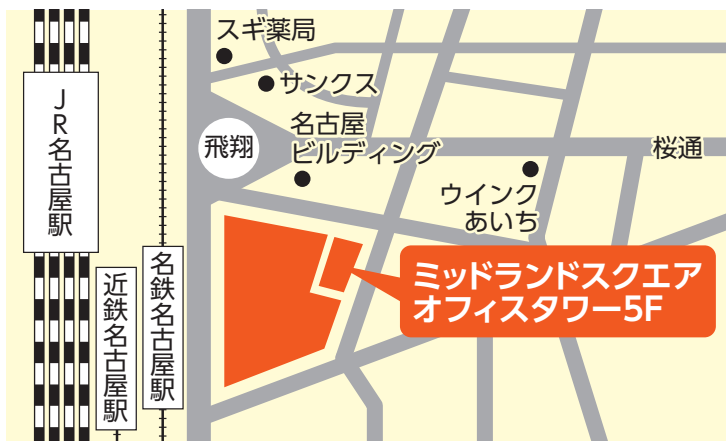 スギ薬局
サンクス
JR名古屋駅
飛翔
名古屋
ビルディング
桜通
ウインク
あいち
ミッドランドスクエア
オフィスタワー5F
名鉄名古屋駅
近鉄名古屋駅